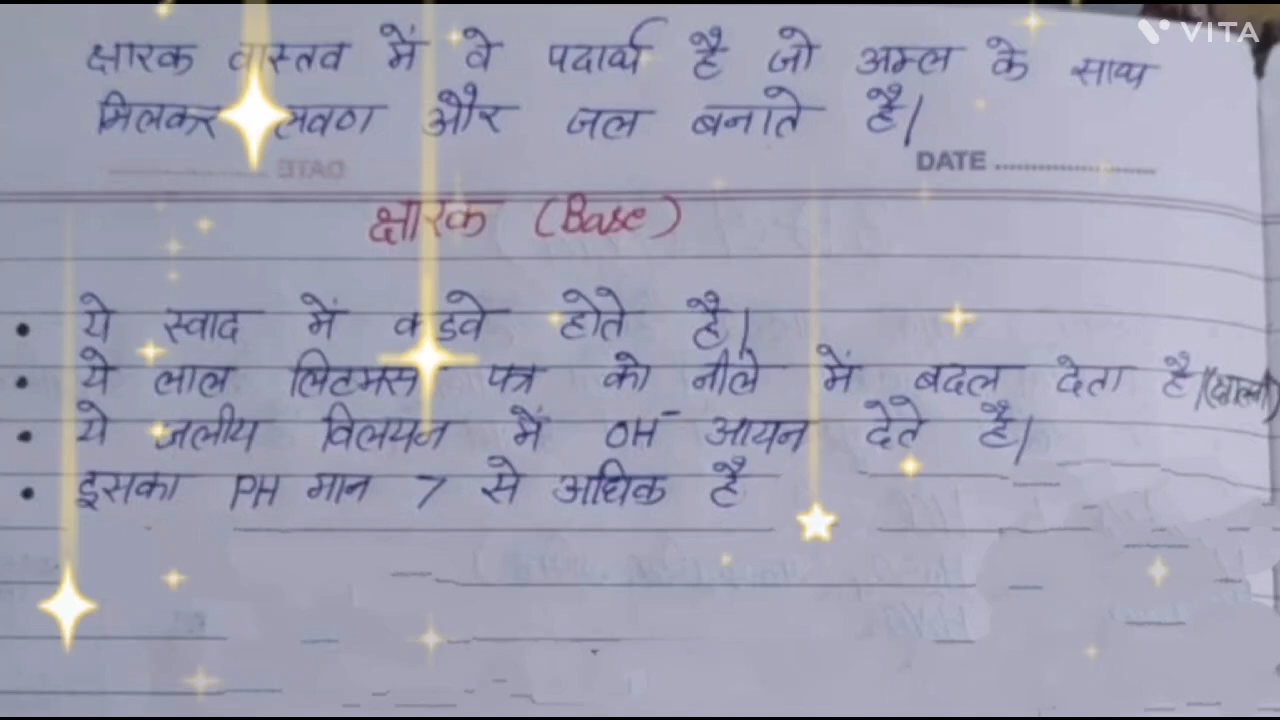 VITA
क्षारक वास्तव में वे पदार्थ है जो अम्ल के साथ
मिलकर लवण और जल बनाते है।
DATE
क्षारक (Base)
• ये स्वाद में कडवे होते है।
• ये लाल लिटमस पत्र को नीले में बदल देता है।
• ये जलीय विलयन में OH⁻ आयन देते है।
• इसका PH मान 7 से अधिक है